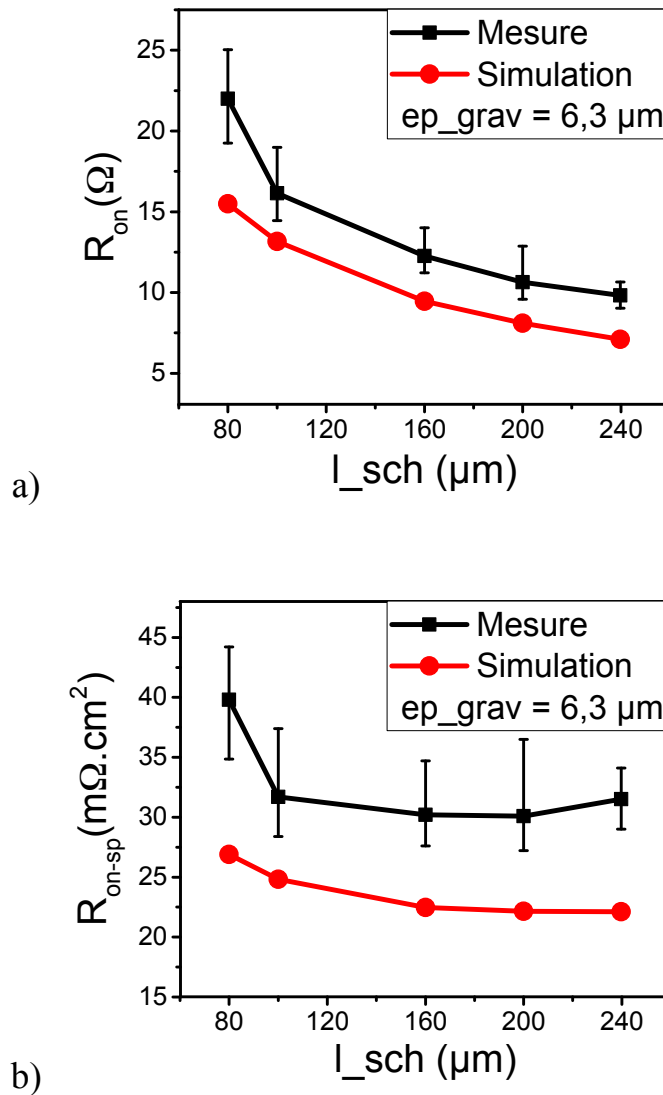 Mesure
Simulation
ep_grav = 6,3 µm
25
20
15
10
5
R_on(Ω)
80 120 160 200 240
l_sch (µm)
a)
Mesure
Simulation
ep_grav = 6,3 µm
45
40
35
30
25
20
15
R_on-sp(mΩ.cm²)
80 120 160 200 240
l_sch (µm)
b)